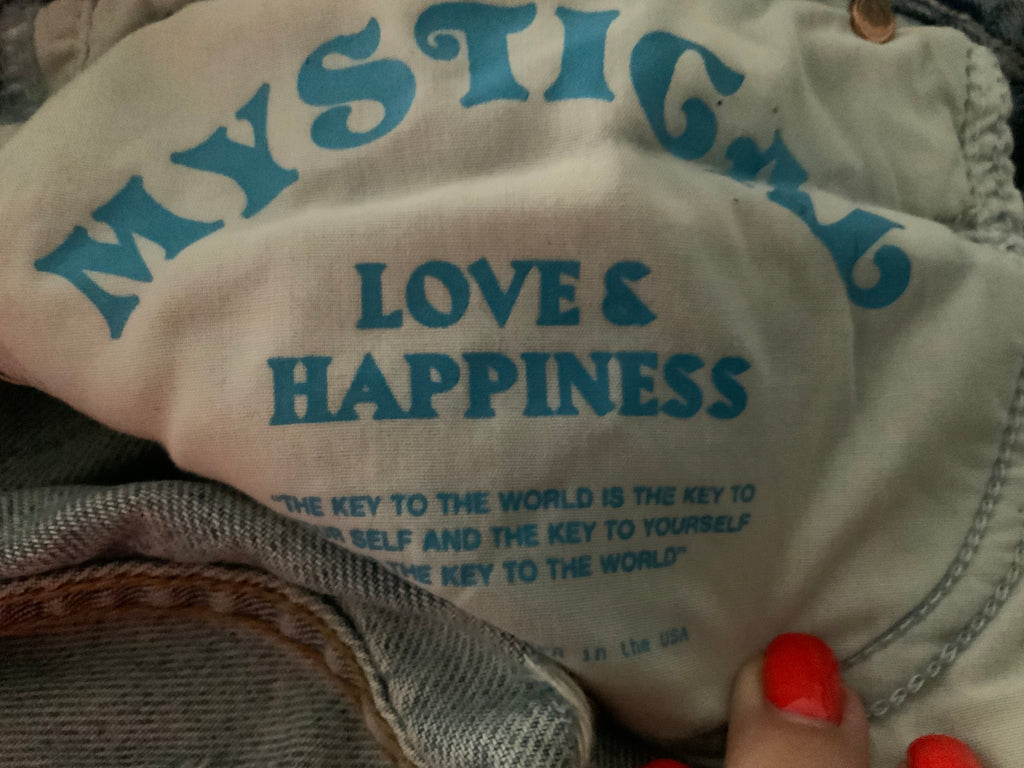 MYSTICAL
LOVE &
HAPPINESS
"THE KEY TO THE WORLD IS THE KEY TO
SELF AND THE KEY TO YOURSELF
THE KEY TO THE WORLD"
in the USA